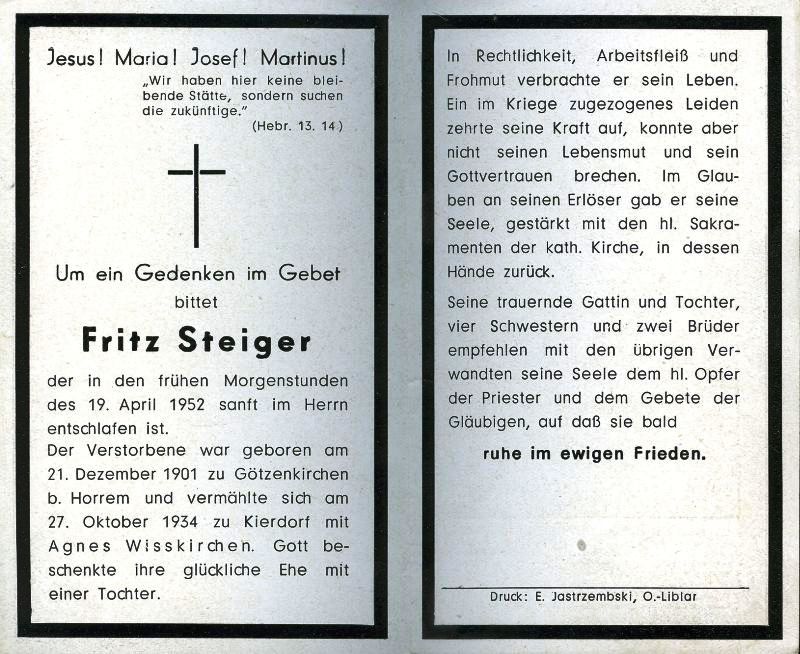 Jesus! Maria! Josef! Martinus!
„Wir haben hier keine blei-
bende Stätte, sondern suchen
die zukünftige."
(Hebr. 13. 14.)
Um ein Gedenken im Gebet
bittet
Fritz Steiger
der in den frühen Morgenstunden
des 19. April 1952 sanft im Herrn
entschlafen ist.
Der Verstorbene war geboren am
21. Dezember 1901 zu Götzenkirchen
b. Horrem und vermählte sich am
27. Oktober 1934 zu Kierdorf mit
Agnes Wisskirchen. Gott be-
schenkte ihre glückliche Ehe mit
einer Tochter.
In Rechtlichkeit, Arbeitsfleiß und
Frohmut verbrachte er sein Leben.
Ein im Kriege zugezogenes Leiden
zehrte seine Kraft auf, konnte aber
nicht seinen Lebensmut und sein
Gottvertrauen brechen. Im Glau-
ben an seinen Erlöser gab er seine
Seele, gestärkt mit den hl. Sakra-
menten der kath. Kirche, in dessen
Hände zurück.
Seine trauernde Gattin und Tochter,
vier Schwestern und zwei Brüder
empfehlen mit den übrigen Ver-
wandten seine Seele dem hl. Opfer
der Priester und dem Gebete der
Gläubigen, auf daß sie bald
ruhe im ewigen Frieden.
Druck: E. Jastrzembski, O.-Liblar